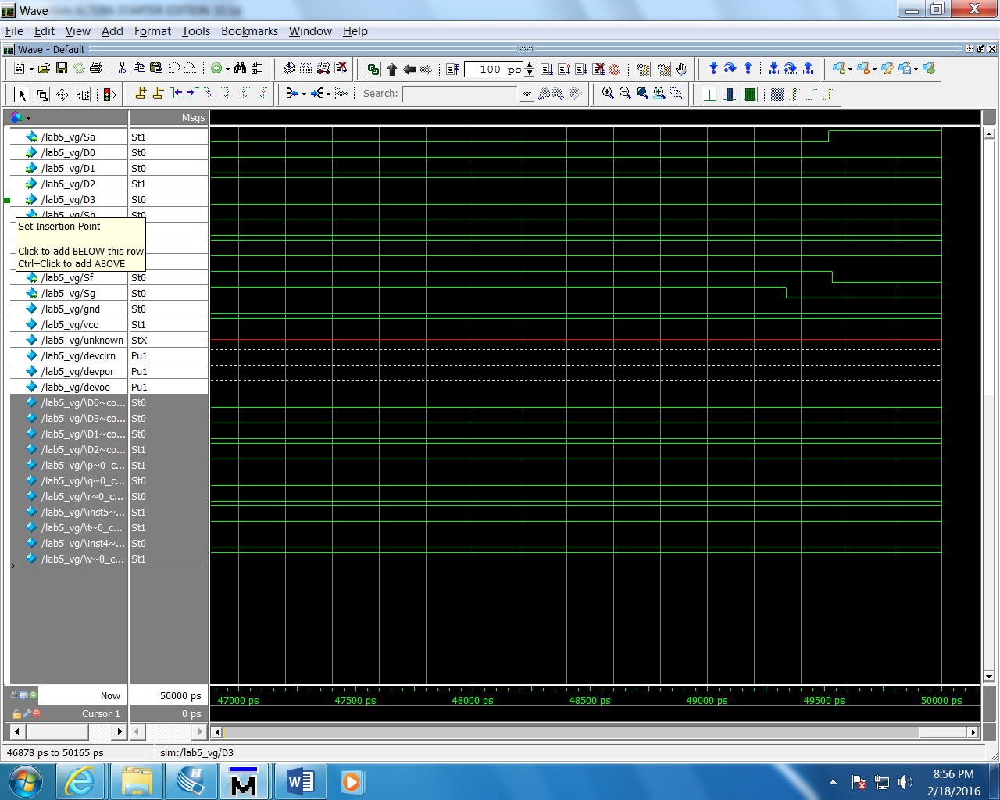 Wave
File Edit View Add Format Tools Bookmarks Window Help
Wave - Default
100 ps
Search:
Msgs
/lab5_vg/Sa St1
/lab5_vg/D0 St0
/lab5_vg/D1 St0
/lab5_vg/D2 St1
/lab5_vg/D3 St0
/lab5_vg/Sb St0
Set Insertion Point
Click to add BELOW this row
Ctrl+Click to add ABOVE
/lab5_vg/Sf St0
/lab5_vg/Sg St0
/lab5_vg/gnd St0
/lab5_vg/vcc St1
/lab5_vg/unknown StX
/lab5_vg/devclrn Pu1
/lab5_vg/devpor Pu1
/lab5_vg/devoe Pu1
/lab5_vg/\D0~co... St0
/lab5_vg/\D3~co... St0
/lab5_vg/\D1~co... St0
/lab5_vg/\D2~co... St1
/lab5_vg/\p~0_c... St1
/lab5_vg/\q~0_c... St0
/lab5_vg/\r~0_c... St0
/lab5_vg/\inst5~... St1
/lab5_vg/\t~0_c... St1
/lab5_vg/\inst4~... St0
/lab5_vg/\v~0_c... St1
Now 50000 ps
47000 ps 47500 ps 48000 ps 48500 ps 49000 ps 49500 ps 50000 ps
Cursor 1 0 ps
46878 ps to 50165 ps sim:/lab5_vg/D3
8:56 PM
2/18/2016